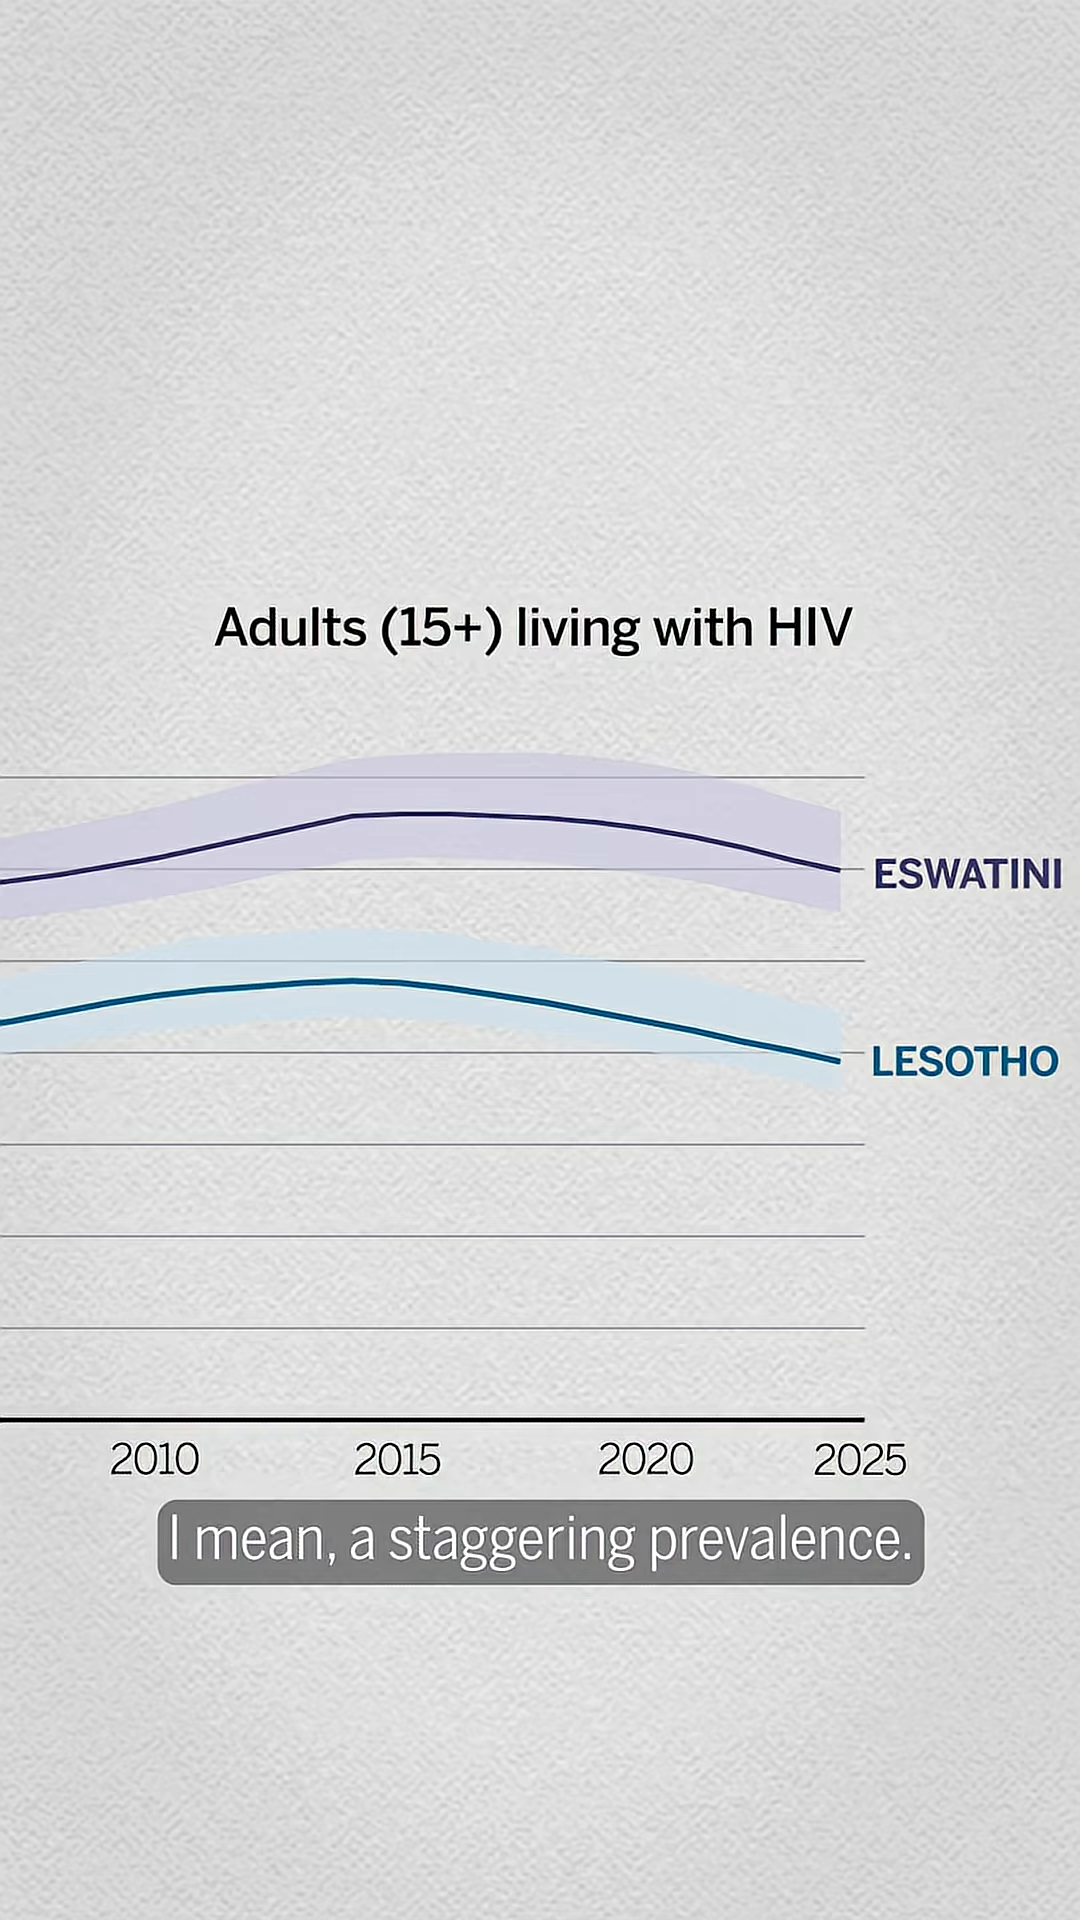 Adults (15+) living with HIV
ESWATINI
LESOTHO
2010 2015 2020 2025
I mean, a staggering prevalence.